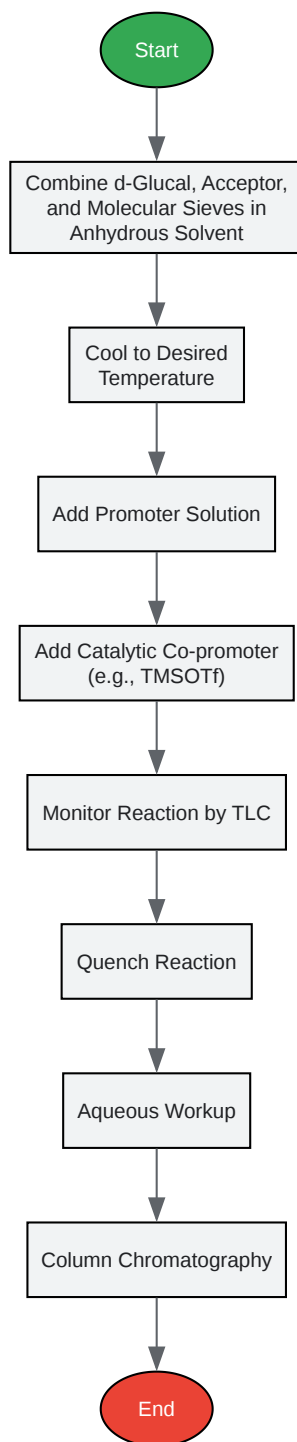 Start
Combine d-Glucal, Acceptor,
and Molecular Sieves in
Anhydrous Solvent
Cool to Desired
Temperature
Add Promoter Solution
Add Catalytic Co-promoter
(e.g., TMSOTf)
Monitor Reaction by TLC
Quench Reaction
Aqueous Workup
Column Chromatography
End